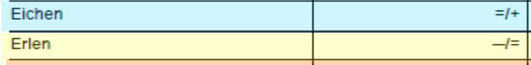 Eichen =/+
Erlen —/=